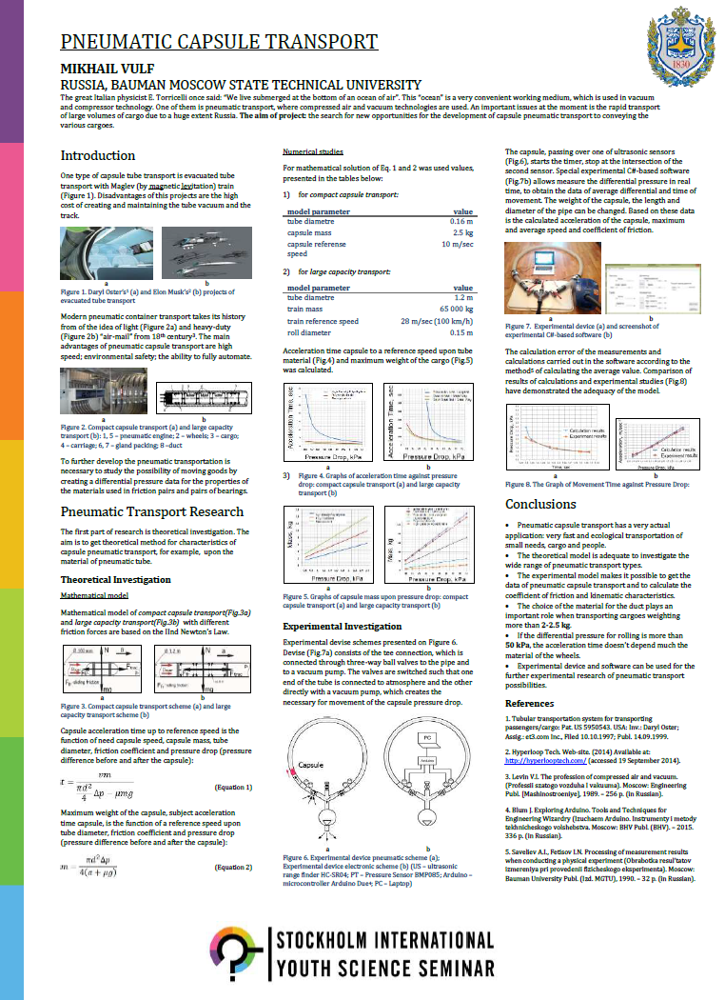 PNEUMATIC CAPSULE TRANSPORT
MIKHAIL VULF
RUSSIA, BAUMAN MOSCOW STATE TECHNICAL UNIVERSITY
The great Italian physicist E. Torricelli once said: "We live submerged at the bottom of an ocean of air". This "ocean" is a very convenient working medium, which is used in vacuum
and compressor technology. One of them is pneumatic transport, where compressed air and vacuum technologies are used. An important issues at the moment is the rapid transport
of large volumes of cargo due to a huge extent Russia. The aim of project: the search for new opportunities for the development of capsule pneumatic transport to conveying the
various cargoes.
1830
Introduction
One type of capsule tube transport is evacuated tube
transport with Maglev (by magnetic levitation) train
(Figure 1). Disadvantages of this projects are the high
cost of creating and maintaining the tube vacuum and the
track.
a b
Figure 1. Daryl Oster's¹ (a) and Elon Musk's² (b) projects of
evacuated tube transport
Modern pneumatic container transport takes its history
from of the idea of light (Figure 2a) and heavy-duty
(Figure 2b) "air-mail" from 18th century³. The main
advantages of pneumatic capsule transport are high
speed; environmental safety; the ability to fully automate.
a b
Figure 2. Compact capsule transport (a) and large capacity
transport (b): 1, 5 – pneumatic engine; 2 – wheels; 3 – cargo;
4 – carriage; 6, 7 – gland packing; 8 –duct
To further develop the pneumatic transportation is
necessary to study the possibility of moving goods by
creating a differential pressure data for the properties of
the materials used in friction pairs and pairs of bearings.
Pneumatic Transport Research
The first part of research is theoretical investigation. The
aim is to get theoretical method for characteristics of
capsule pneumatic transport, for example, upon the
material of pneumatic tube.
Theoretical Investigation
Mathematical model
Mathematical model of compact capsule transport(Fig.3a)
and large capacity transport(Fig.3b) with different
friction forces are based on the IInd Newton's Law.
a b
Figure 3. Compact capsule transport scheme (a) and large
capacity transport scheme (b)
Capsule acceleration time up to reference speed is the
function of need capsule speed, capsule mass, tube
diameter, friction coefficient and pressure drop (pressure
difference before and after the capsule):
t = vm / (πd²/4 Δp − μmg) (Equation 1)
Maximum weight of the capsule, subject acceleration
time capsule, is the function of a reference speed upon
tube diameter, friction coefficient and pressure drop
(pressure difference before and after the capsule):
m = πd²Δp / 4(a + μg) (Equation 2)
Numerical studies
For mathematical solution of Eq. 1 and 2 was used values,
presented in the tables below:
1) for compact capsule transport:
model parameter value
tube diametre 0.16 m
capsule mass 2.5 kg
capsule referense 10 m/sec
speed
2) for large capacity transport:
model parameter value
tube diametre 1.2 m
train mass 65 000 kg
train reference speed 28 m/sec (100 km/h)
roll diameter 0.15 m
Acceleration time capsule to a reference speed upon tube
material (Fig.4) and maximum weight of the cargo (Fig.5)
was calculated.
Acceleration Time, sec
Pressure Drop, kPa
Acceleration Time, sec
Pressure Drop, kPa
a b
3) Figure 4. Graphs of acceleration time against pressure
drop: compact capsule transport (a) and large capacity
transport (b)
Mass, kg
Pressure Drop, kPa
Mass, kg
Pressure Drop, kPa
a b
Figure 5. Graphs of capsule mass upon pressure drop: compact
capsule transport (a) and large capacity transport (b)
Experimental Investigation
Experimental devise schemes presented on Figure 6.
Devise (Fig.7a) consists of the tee connection, which is
connected through three-way ball valves to the pipe and
to a vacuum pump. The valves are switched such that one
end of the tube is connected to atmosphere and the other
directly with a vacuum pump, which creates the
necessary for movement of the capsule pressure drop.
Capsule
PC
Arduino
a b
Figure 6. Experimental device pneumatic scheme (a);
Experimental device electronic scheme (b) (US – ultrasonic
range finder HC-SR04; PT – Pressure Sensor BMP085; Arduino –
microcontroller Arduino Due⁴; PC – Laptop)
The capsule, passing over one of ultrasonic sensors
(Fig.6), starts the timer, stop at the intersection of the
second sensor. Special experimental C#-based software
(Fig.7b) allows measure the differential pressure in real
time, to obtain the data of average differential and time of
movement. The weight of the capsule, the length and
diameter of the pipe can be changed. Based on these data
is the calculated acceleration of the capsule, maximum
and average speed and coefficient of friction.
a b
Figure 7. Experimental device (a) and screenshot of
experimental C#-based software (b)
The calculation error of the measurements and
calculations carried out in the software according to the
method⁵ of calculating the average value. Comparison of
results of calculations and experimental studies (Fig.8)
have demonstrated the adequacy of the model.
Pressure Drop, kPa
Calculation results
Experiment results
Time, sec
Calculation results
Experiment results
Pressure Drop, kPa
a b
Figure 8. The Graph of Movement Time against Pressure Drop:
Conclusions
• Pneumatic capsule transport has a very actual
application: very fast and ecological transportation of
small needs, cargo and people.
• The theoretical model is adequate to investigate the
wide range of pneumatic transport types.
• The experimental model makes it possible to get the
data of pneumatic capsule transport and to calculate the
coefficient of friction and kinematic characteristics.
• The choice of the material for the duct plays an
important role when transporting cargoes weighting
more than 2-2.5 kg.
• If the differential pressure for rolling is more than
50 kPa, the acceleration time doesn't depend much the
material of the wheels.
• Experimental device and software can be used for the
further experimental research of pneumatic transport
possibilities.
References
1. Tubular transportation system for transporting
passengers/cargo: Pat. US 5950543. USA: Inv.: Daryl Oster;
Assig.: et3.com Inc., Filed 10.10.1997; Publ. 14.09.1999.
2. Hyperloop Tech. Web-site. (2014) Available at:
http://hyperlooptech.com/ (accessed 19 September 2014).
3. Levin V.I. The profession of compressed air and vacuum.
(Professii szatogo vozduha i vakuuma). Moscow: Engineering
Publ. [Mashinostroeniye], 1989. – 256 p. (in Russian).
4. Blum J. Exploring Arduino. Tools and Techniques for
Engineering Wizardry (Izuchaem Arduino. Instrumenty i metody
tekhnicheskogo volshebstva. Moscow: BHV Publ. (BHV). – 2015.
336 p. (in Russian).
5. Saveliev A.I., Fetisov I.N. Processing of measurement results
when conducting a physical experiment (Obrabotka resul'tatov
izmereniya pri provedenii fizicheskogo eksperimenta). Moscow:
Bauman University Publ. (Izd. MGTU), 1990. – 32 p. (in Russian).
STOCKHOLM INTERNATIONAL
YOUTH SCIENCE SEMINAR